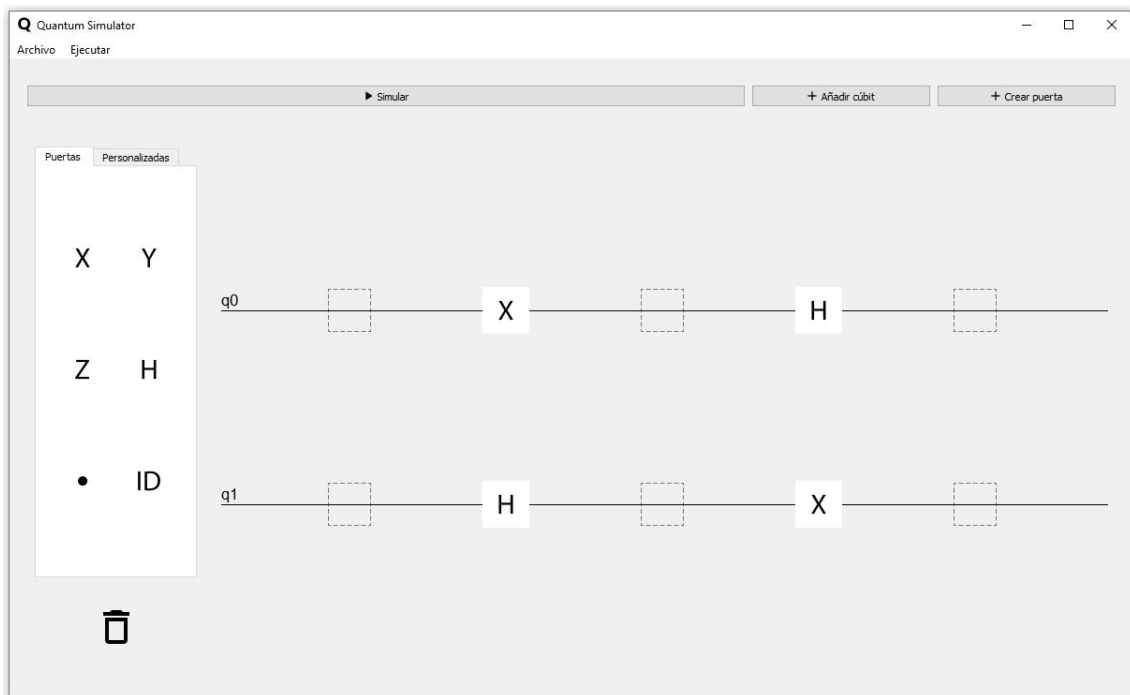 Q Quantum Simulator
Archivo Ejecutar
Simular + Añadir cúbit + Crear puerta
Puertas Personalizadas
X Y
q0 X H
Z H
ID
q1 H X